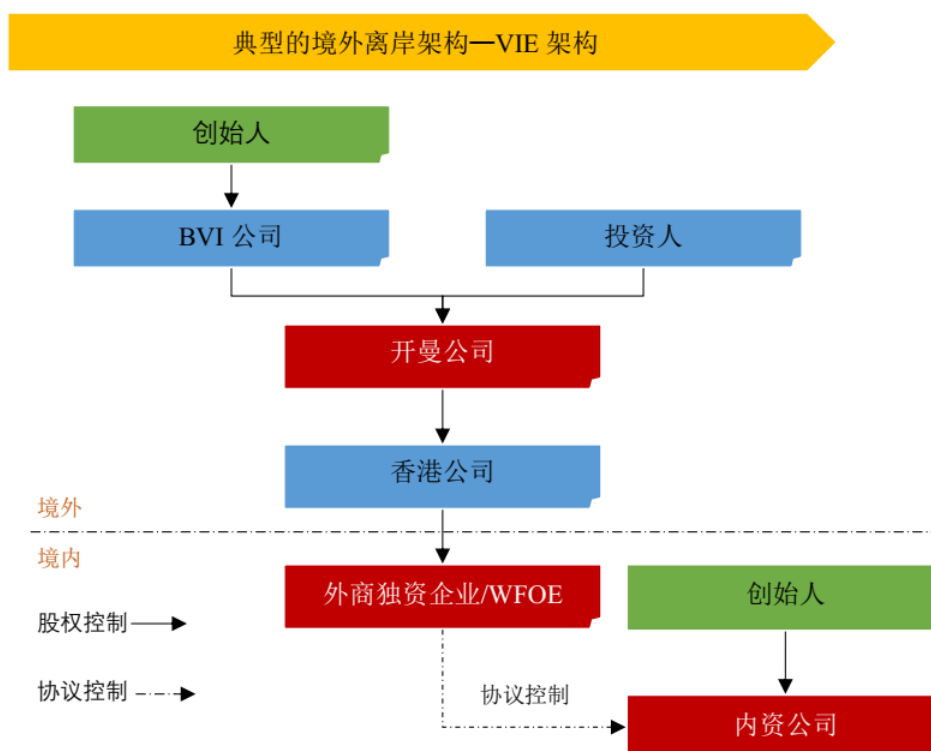 典型的境外离岸架构—VIE 架构
创始人
BVI 公司
投资人
开曼公司
香港公司
境外
境内
外商独资企业/WFOE
创始人
股权控制
协议控制
协议控制
内资公司